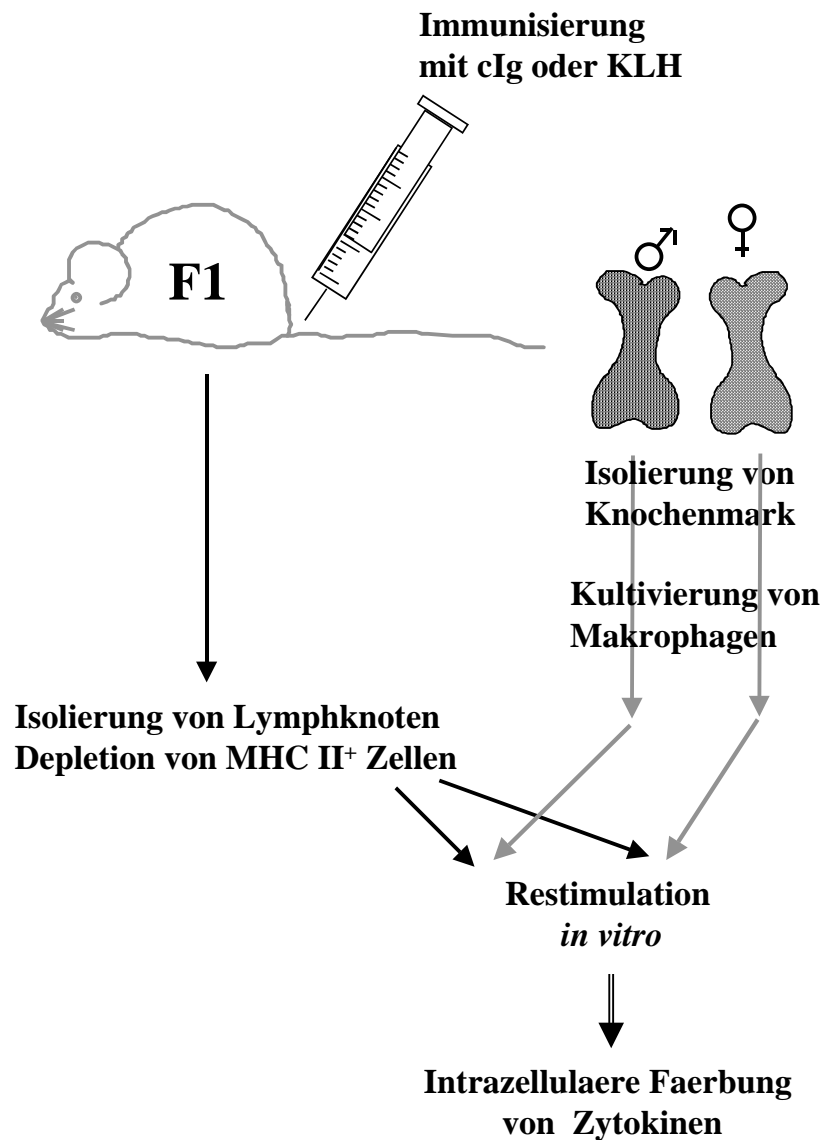 Immunisierung
mit cIg oder KLH
F1
♂ ♀
Isolierung von
Knochenmark
Kultivierung von
Makrophagen
Isolierung von Lymphknoten
Depletion von MHC II⁺ Zellen
Restimulation
in vitro
Intrazellulaere Faerbung
von Zytokinen